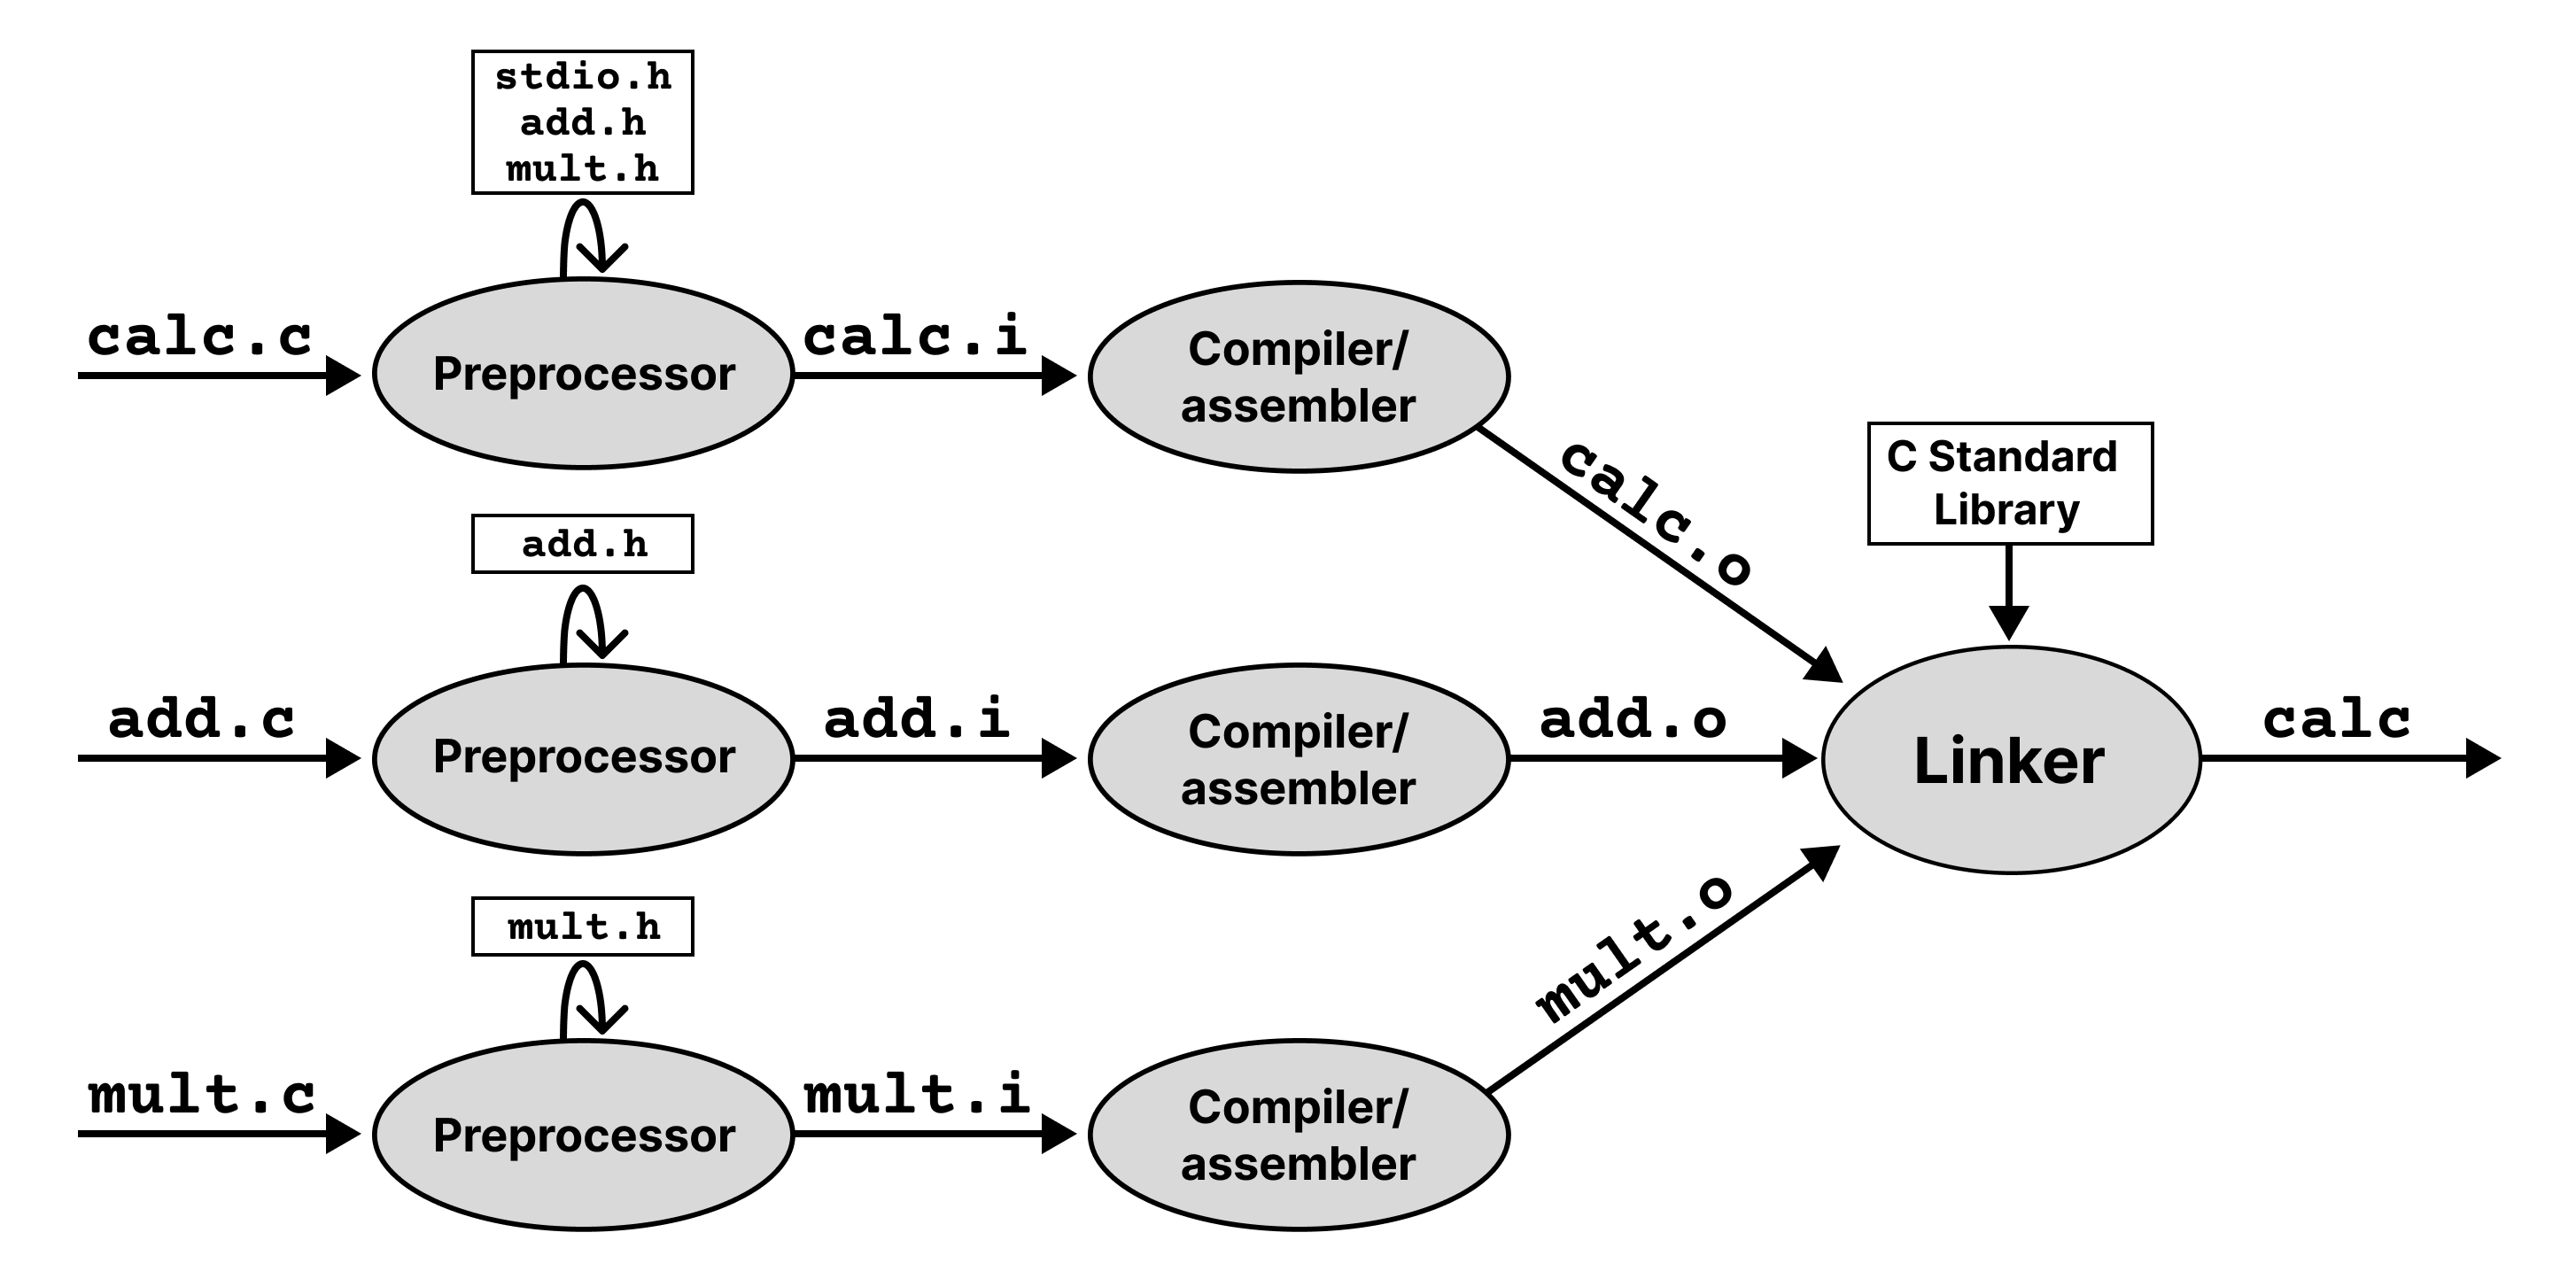 stdio.h
add.h
mult.h
calc.c
Preprocessor
calc.i
Compiler/
assembler
calc.o
C Standard
Library
add.h
add.c
Preprocessor
add.i
Compiler/
assembler
add.o
Linker
calc
mult.h
mult.c
Preprocessor
mult.i
Compiler/
assembler
mult.o